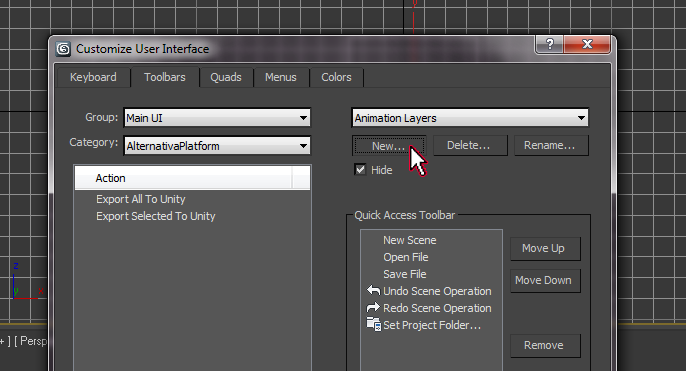 y
Customize User Interface
?
Keyboard Toolbars Quads Menus Colors
Group: Main UI
Category: AlternativaPlatform
Action
Export All To Unity
Export Selected To Unity
Animation Layers
New... Delete... Rename...
Hide
Quick Access Toolbar
New Scene
Open File
Save File
Undo Scene Operation
Redo Scene Operation
Set Project Folder...
Move Up
Move Down
Remove
z
y
+ ] [ Persp